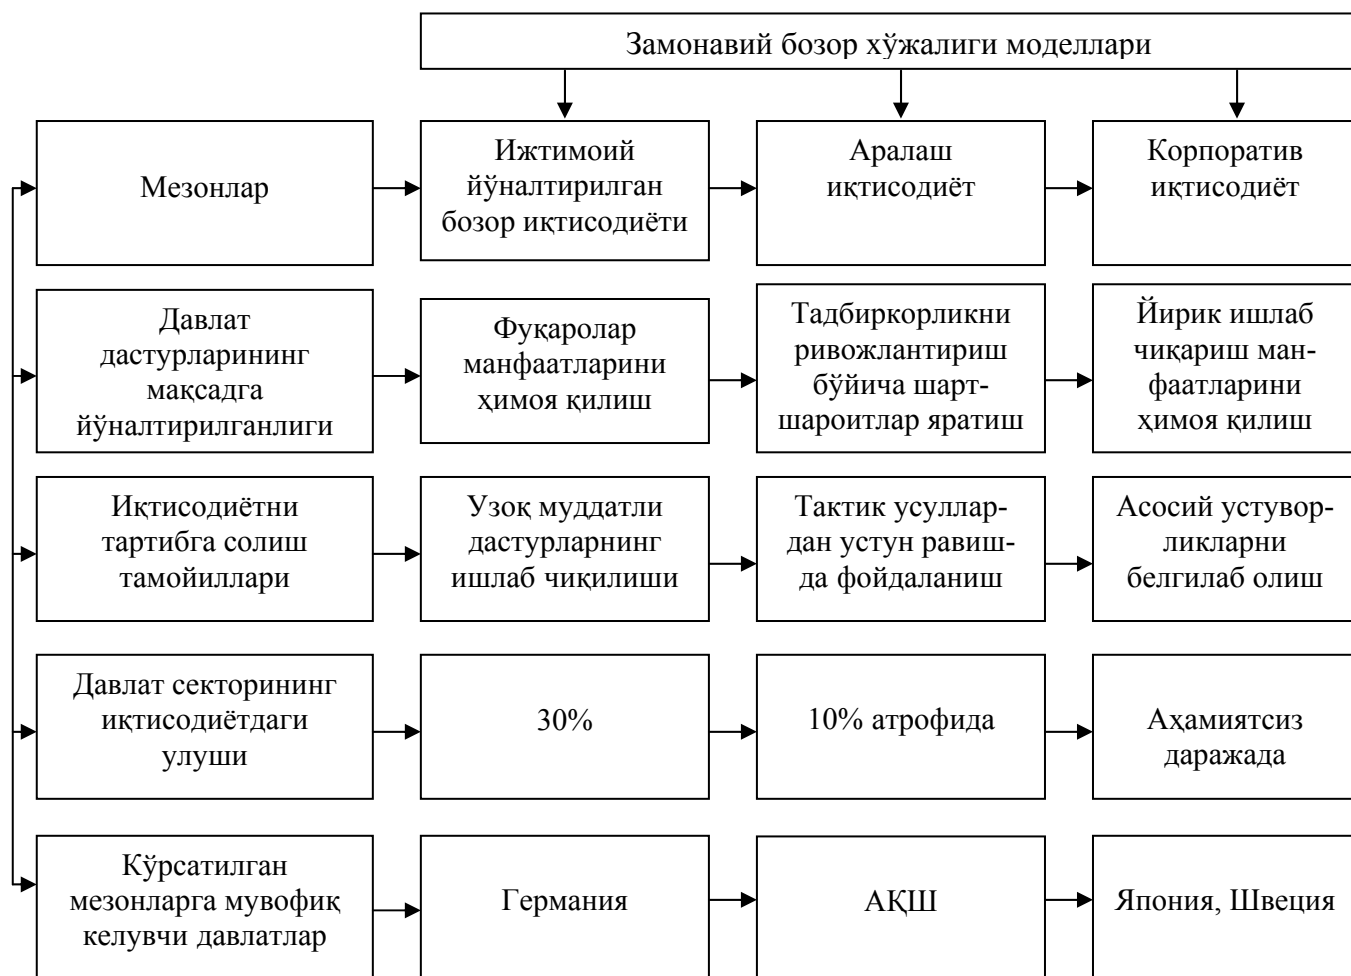 Замонавий бозор хўжалиги моделлари
Мезонлар
Ижтимоий
йўналтирилган
бозор иқтисодиёти
Аралаш
иқтисодиёт
Корпоратив
иқтисодиёт
Давлат
дастурларининг
мақсадга
йўналтирилганлиги
Фуқаролар
манфаатларини
ҳимоя қилиш
Тадбиркорликни
ривожлантириш
бўйича шарт-
шароитлар яратиш
Йирик ишлаб
чиқариш ман-
фаатларини
ҳимоя қилиш
Иқтисодиётни
тартибга солиш
тамойиллари
Узоқ муддатли
дастурларнинг
ишлаб чиқилиши
Тактик усуллар-
дан устун равиш-
да фойдаланиш
Асосий устувор-
ликларни
белгилаб олиш
Давлат секторининг
иқтисодиётдаги
улуши
30%
10% атрофида
Аҳамиятсиз
даражада
Кўрсатилган
мезонларга мувофиқ
келувчи давлатлар
Германия
АҚШ
Япония, Швеция